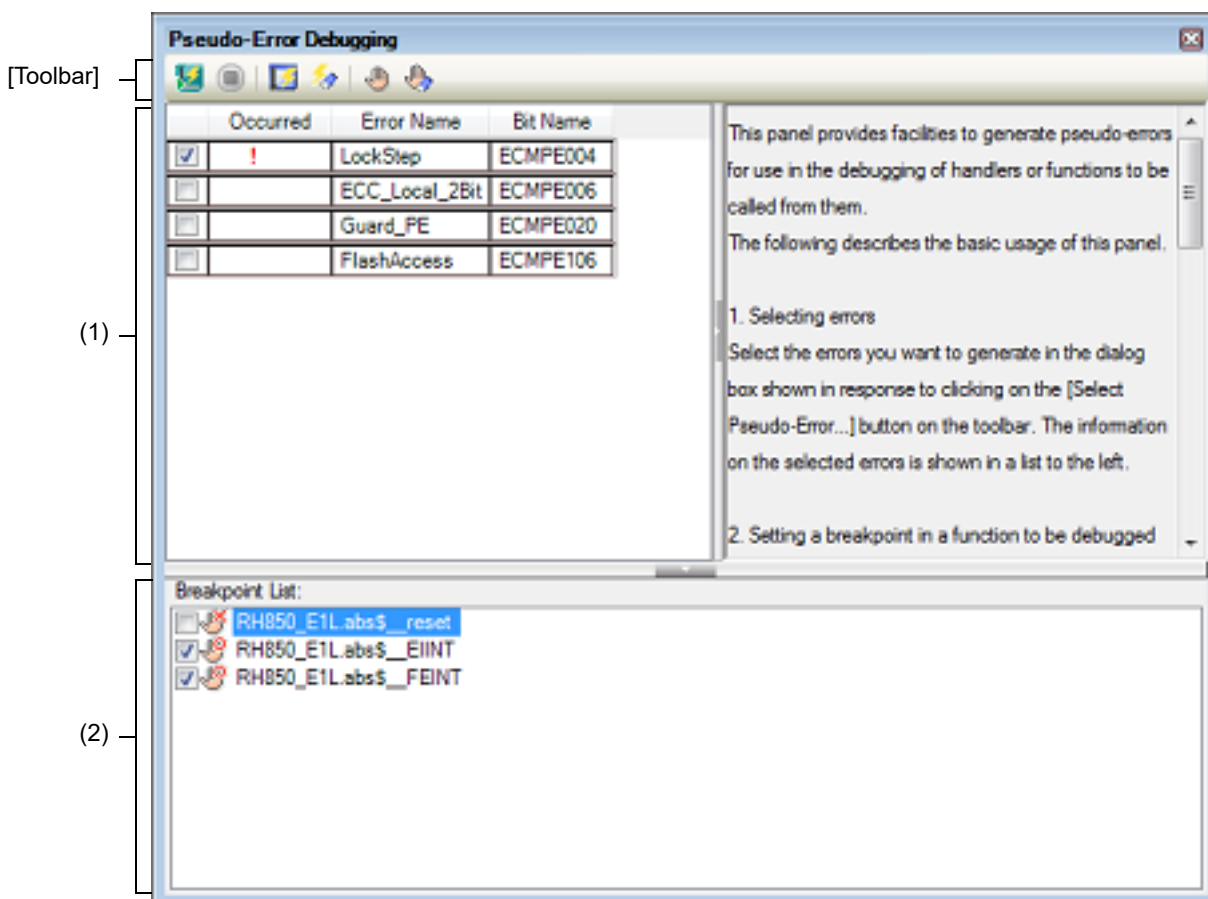 Pseudo-Error Debugging
[Toolbar]
Occurred Error Name Bit Name
! LockStep ECMPE004
ECC_Local_2Bit ECMPE006
Guard_PE ECMPE020
FlashAccess ECMPE106
(1)
This panel provides facilities to generate pseudo-errors
for use in the debugging of handlers or functions to be
called from them.
The following describes the basic usage of this panel.
1. Selecting errors
Select the errors you want to generate in the dialog
box shown in response to clicking on the [Select
Pseudo-Error...] button on the toolbar. The information
on the selected errors is shown in a list to the left.
2. Setting a breakpoint in a function to be debugged
(2)
Breakpoint List:
RH850_E1L.abs$__reset
RH850_E1L.abs$__EIINT
RH850_E1L.abs$__FEINT